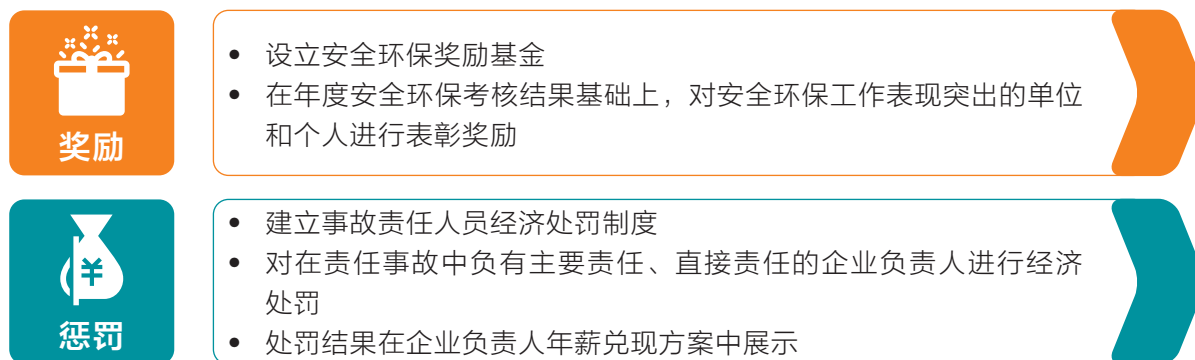 奖励
• 设立安全环保奖励基金
• 在年度安全环保考核结果基础上，对安全环保工作表现突出的单位
和个人进行表彰奖励
¥
惩罚
• 建立事故责任人员经济处罚制度
• 对在责任事故中负有主要责任、直接责任的企业负责人进行经济
处罚
• 处罚结果在企业负责人年薪兑现方案中展示